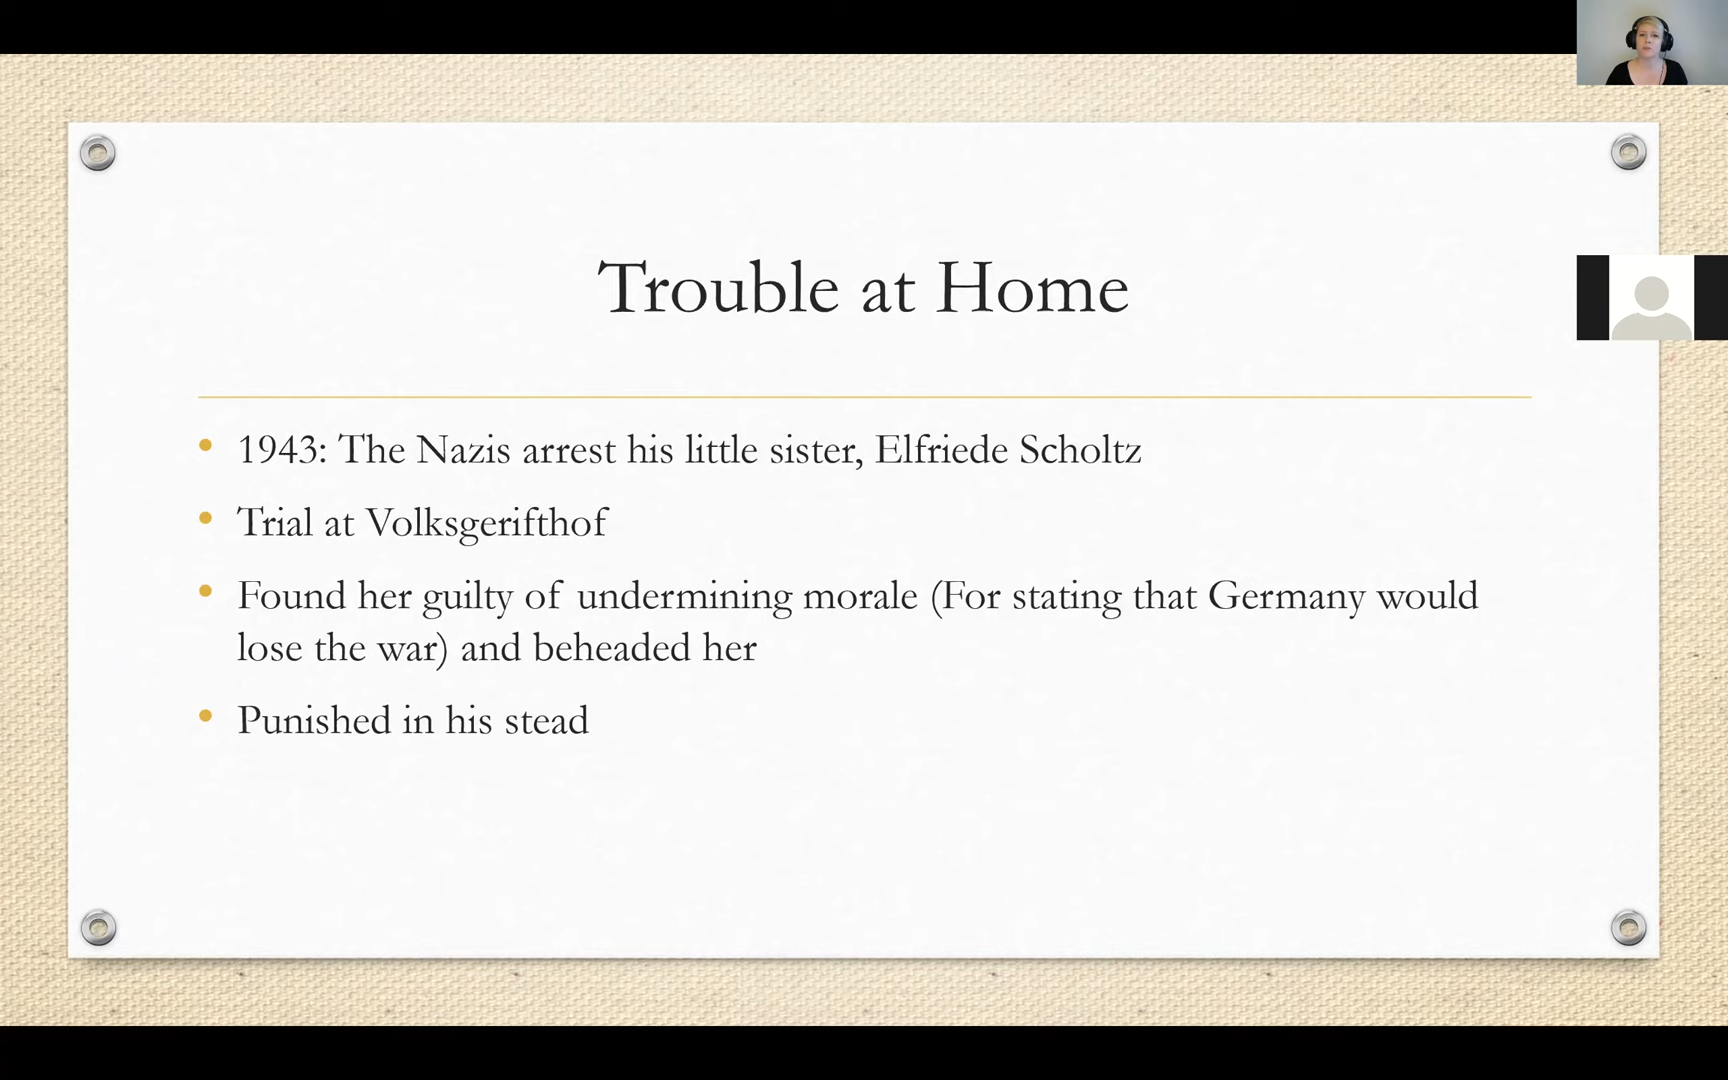 Trouble at Home
1943: The Nazis arrest his little sister, Elfriede Scholtz
Trial at Volksgerifthof
Found her guilty of undermining morale (For stating that Germany would
lose the war) and beheaded her
Punished in his stead